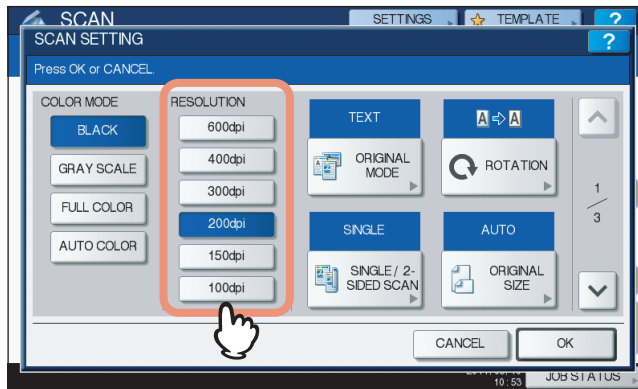 SCAN
SETTINGS
TEMPLATE
?
SCAN SETTING
?
Press OK or CANCEL.
COLOR MODE
BLACK
GRAY SCALE
FULL COLOR
AUTO COLOR
RESOLUTION
600dpi
400dpi
300dpi
200dpi
150dpi
100dpi
TEXT
ORIGINAL
MODE
A ⇨ A
ROTATION
SINGLE
SINGLE / 2-
SIDED SCAN
AUTO
ORIGINAL
SIZE
1
3
CANCEL
OK
10 : 53
JOB STATUS